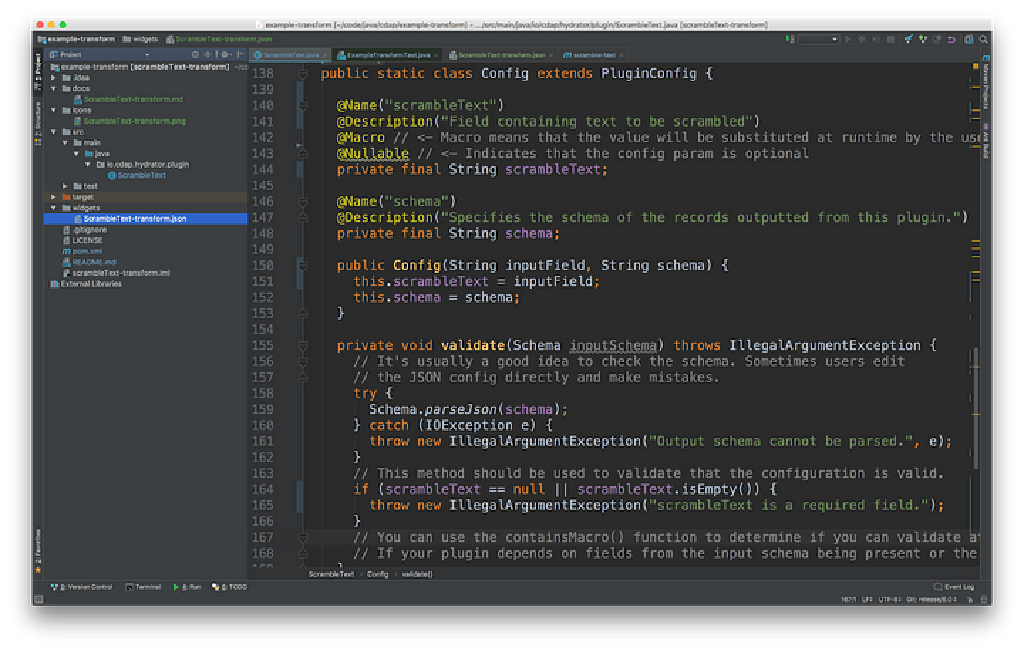 example-transform [~/code/java/cdap/example-transform] - .../src/main/java/io/cdap/hydrator/plugin/ScrambleText.java [scrambleText-transform]
example-transform widgets ScrambleText-transform.json
Project
ScrambleText.java ExampleTransformTest.java ScrambleText-transform.json scramble-text
1: Project
example-transform [scrambleText-transform]
.idea
docs
ScrambleText-transform.md
icons
ScrambleText-transform.png
src
main
java
io.cdap.hydrator.plugin
ScrambleText
test
target
widgets
ScrambleText-transform.json
.gitignore
LICENSE
pom.xml
README.md
scrambleText-transform.iml
External Libraries
Structure
2: Favorites
Maven Projects
Ant Build
138 public static class Config extends PluginConfig {
139
140 @Name("scrambleText")
141 @Description("Field containing text to be scrambled")
142 @Macro // <- Macro means that the value will be substituted at runtime by the use
143 @Nullable // <- Indicates that the config param is optional
144 private final String scrambleText;
145
146 @Name("schema")
147 @Description("Specifies the schema of the records outputted from this plugin.")
148 private final String schema;
149
150 public Config(String inputField, String schema) {
151 this.scrambleText = inputField;
152 this.schema = schema;
153 }
154
155 private void validate(Schema inputSchema) throws IllegalArgumentException {
156 // It's usually a good idea to check the schema. Sometimes users edit
157 // the JSON config directly and make mistakes.
158 try {
159 Schema.parseJson(schema);
160 } catch (IOException e) {
161 throw new IllegalArgumentException("Output schema cannot be parsed.", e);
162 }
163 // This method should be used to validate that the configuration is valid.
164 if (scrambleText == null || scrambleText.isEmpty()) {
165 throw new IllegalArgumentException("scrambleText is a required field.");
166 }
167 // You can use the containsMacro() function to determine if you can validate at
168 // If your plugin depends on fields from the input schema being present or the
ScrambleText Config validate()
9: Version Control Terminal 4: Run 6: TODO Event Log
167:1 LF UTF-8 Git: release/6.0